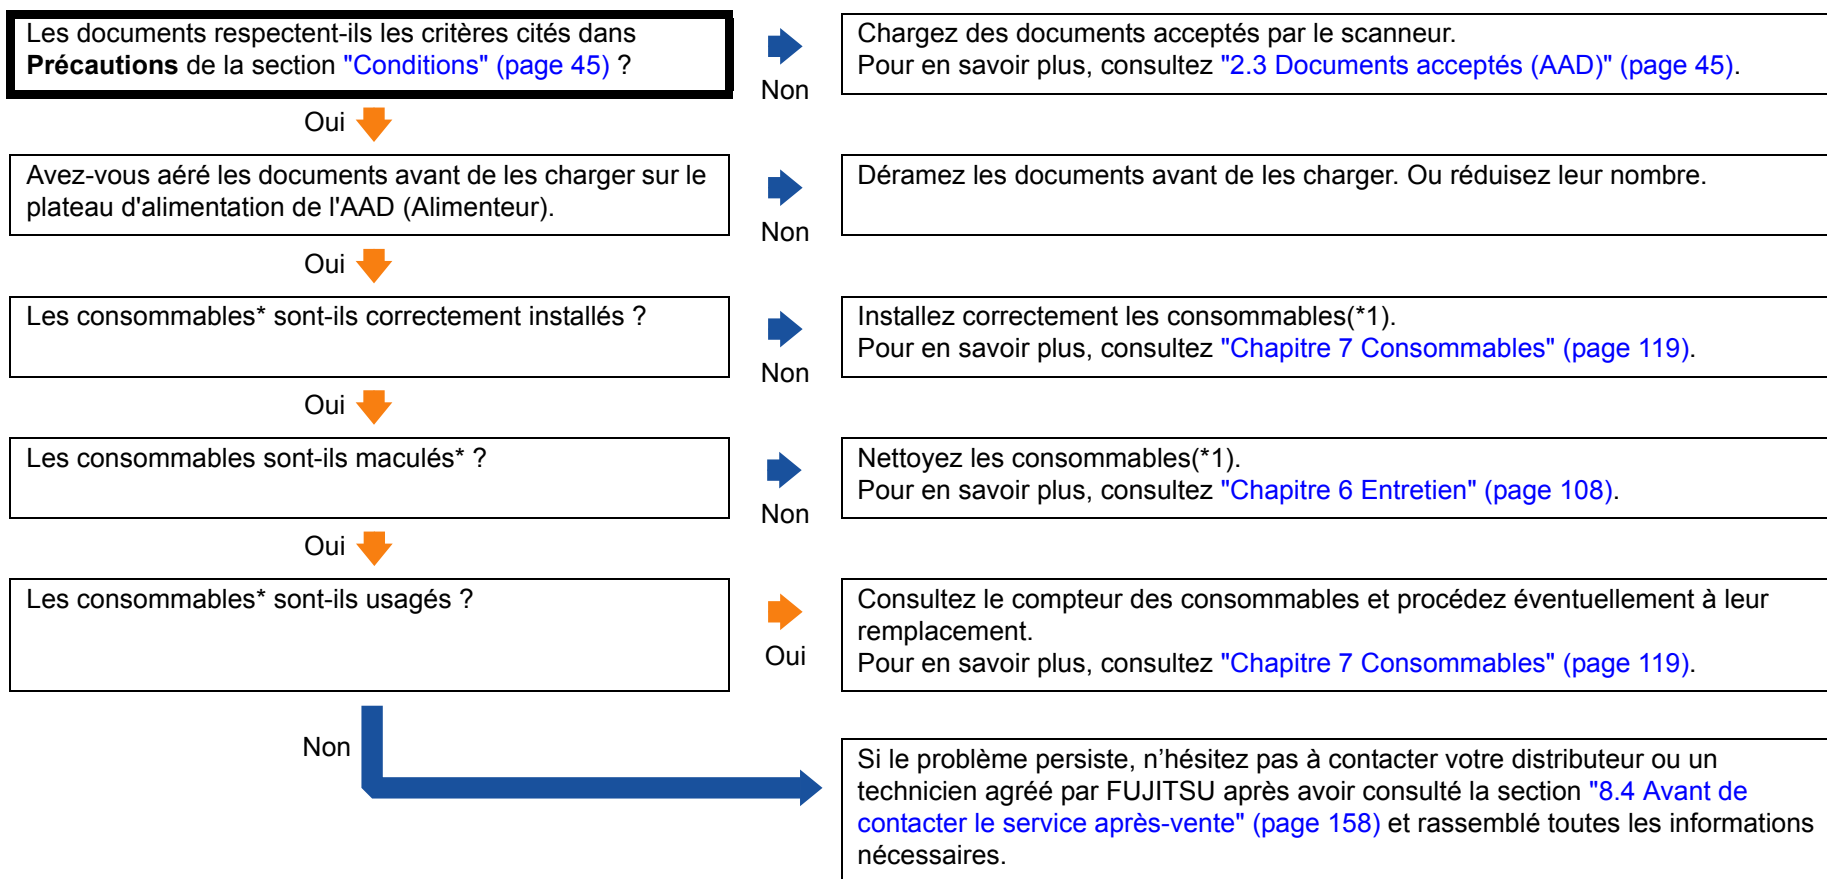 Les documents respectent-ils les critères cités dans
Précautions de la section "Conditions" (page 45) ?
Non
Chargez des documents acceptés par le scanneur.
Pour en savoir plus, consultez "2.3 Documents acceptés (AAD)" (page 45).
Oui
Avez-vous aéré les documents avant de les charger sur le
plateau d'alimentation de l'AAD (Alimenteur).
Non
Déramez les documents avant de les charger. Ou réduisez leur nombre.
Oui
Les consommables* sont-ils correctement installés ?
Non
Installez correctement les consommables(*1).
Pour en savoir plus, consultez "Chapitre 7 Consommables" (page 119).
Oui
Les consommables sont-ils maculés* ?
Non
Nettoyez les consommables(*1).
Pour en savoir plus, consultez "Chapitre 6 Entretien" (page 108).
Oui
Les consommables* sont-ils usagés ?
Oui
Consultez le compteur des consommables et procédez éventuellement à leur
remplacement.
Pour en savoir plus, consultez "Chapitre 7 Consommables" (page 119).
Non
Si le problème persiste, n’hésitez pas à contacter votre distributeur ou un
technicien agréé par FUJITSU après avoir consulté la section "8.4 Avant de
contacter le service après-vente" (page 158) et rassemblé toutes les informations
nécessaires.